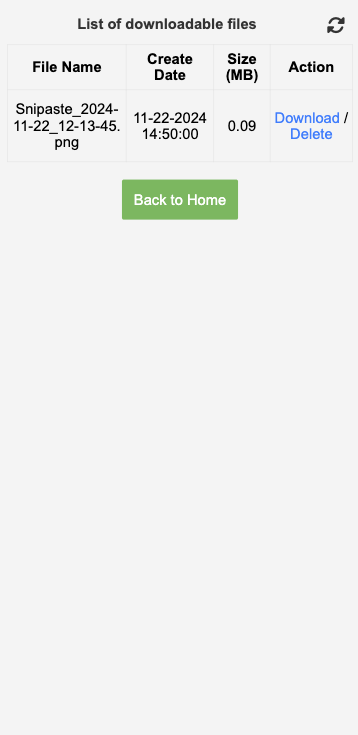 List of downloadable files
File Name
Create
Date
Size
(MB)
Action
Snipaste_2024-
11-22_12-13-45.
png
11-22-2024
14:50:00
0.09
Download /
Delete
Back to Home